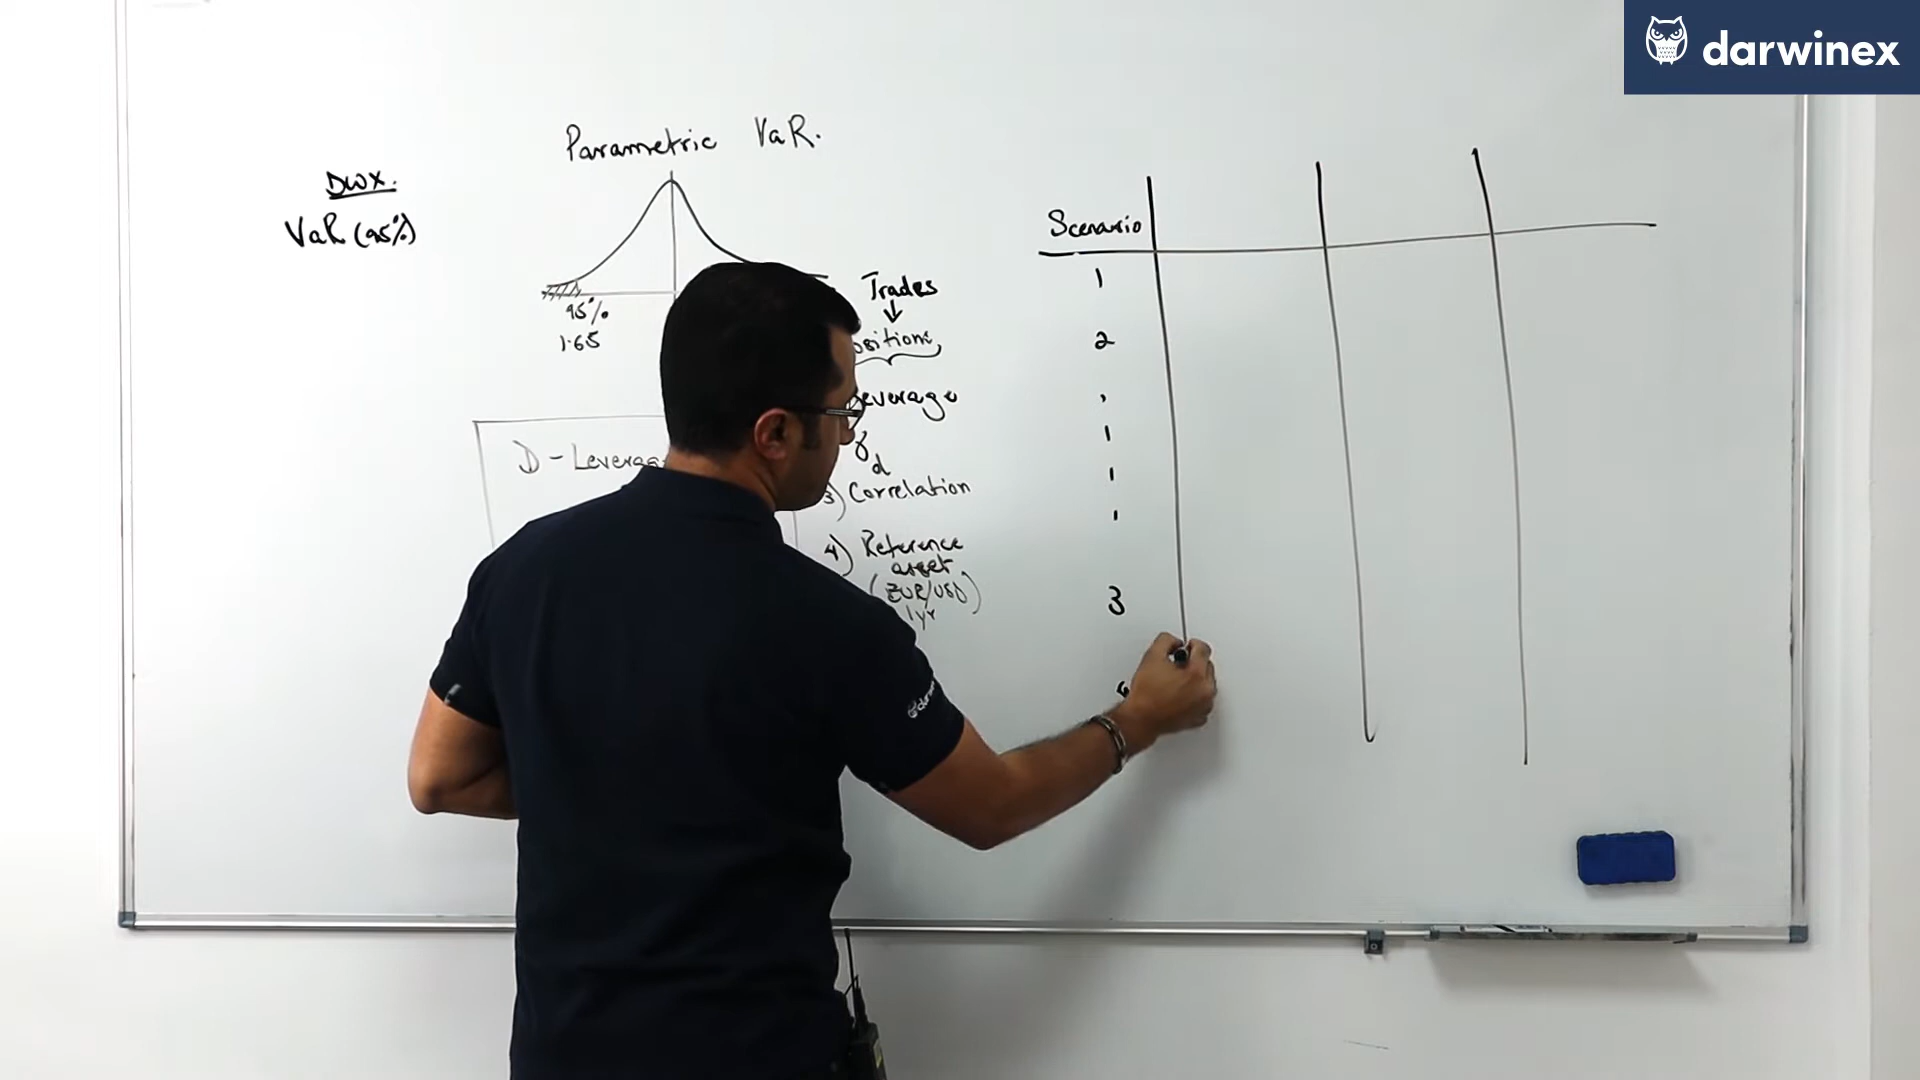 darwinex
Parametric VaR.
DWX.
VaR (95%)
95%
1.65
D - Leverag
Trades
↓
ositions
everage
γ
d
3) Correlation
4) Reference
asset
(EUR/USD)
1yr
Scenario
1
2
3